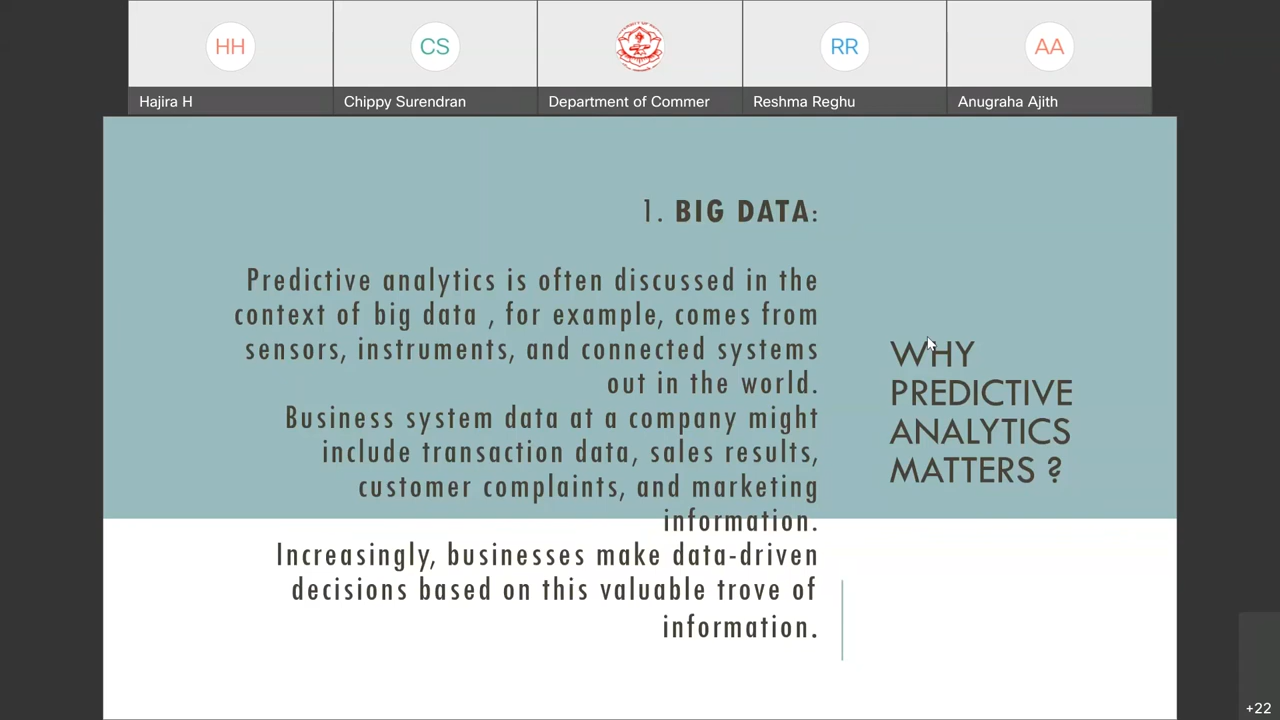 HH
CS
RR
AA
Hajira H
Chippy Surendran
Department of Commer
Reshma Reghu
Anugraha Ajith
1. BIG DATA:
Predictive analytics is often discussed in the
context of big data , for example, comes from
sensors, instruments, and connected systems
out in the world.
Business system data at a company might
include transaction data, sales results,
customer complaints, and marketing
information.
Increasingly, businesses make data-driven
decisions based on this valuable trove of
information.
WHY
PREDICTIVE
ANALYTICS
MATTERS ?
+22